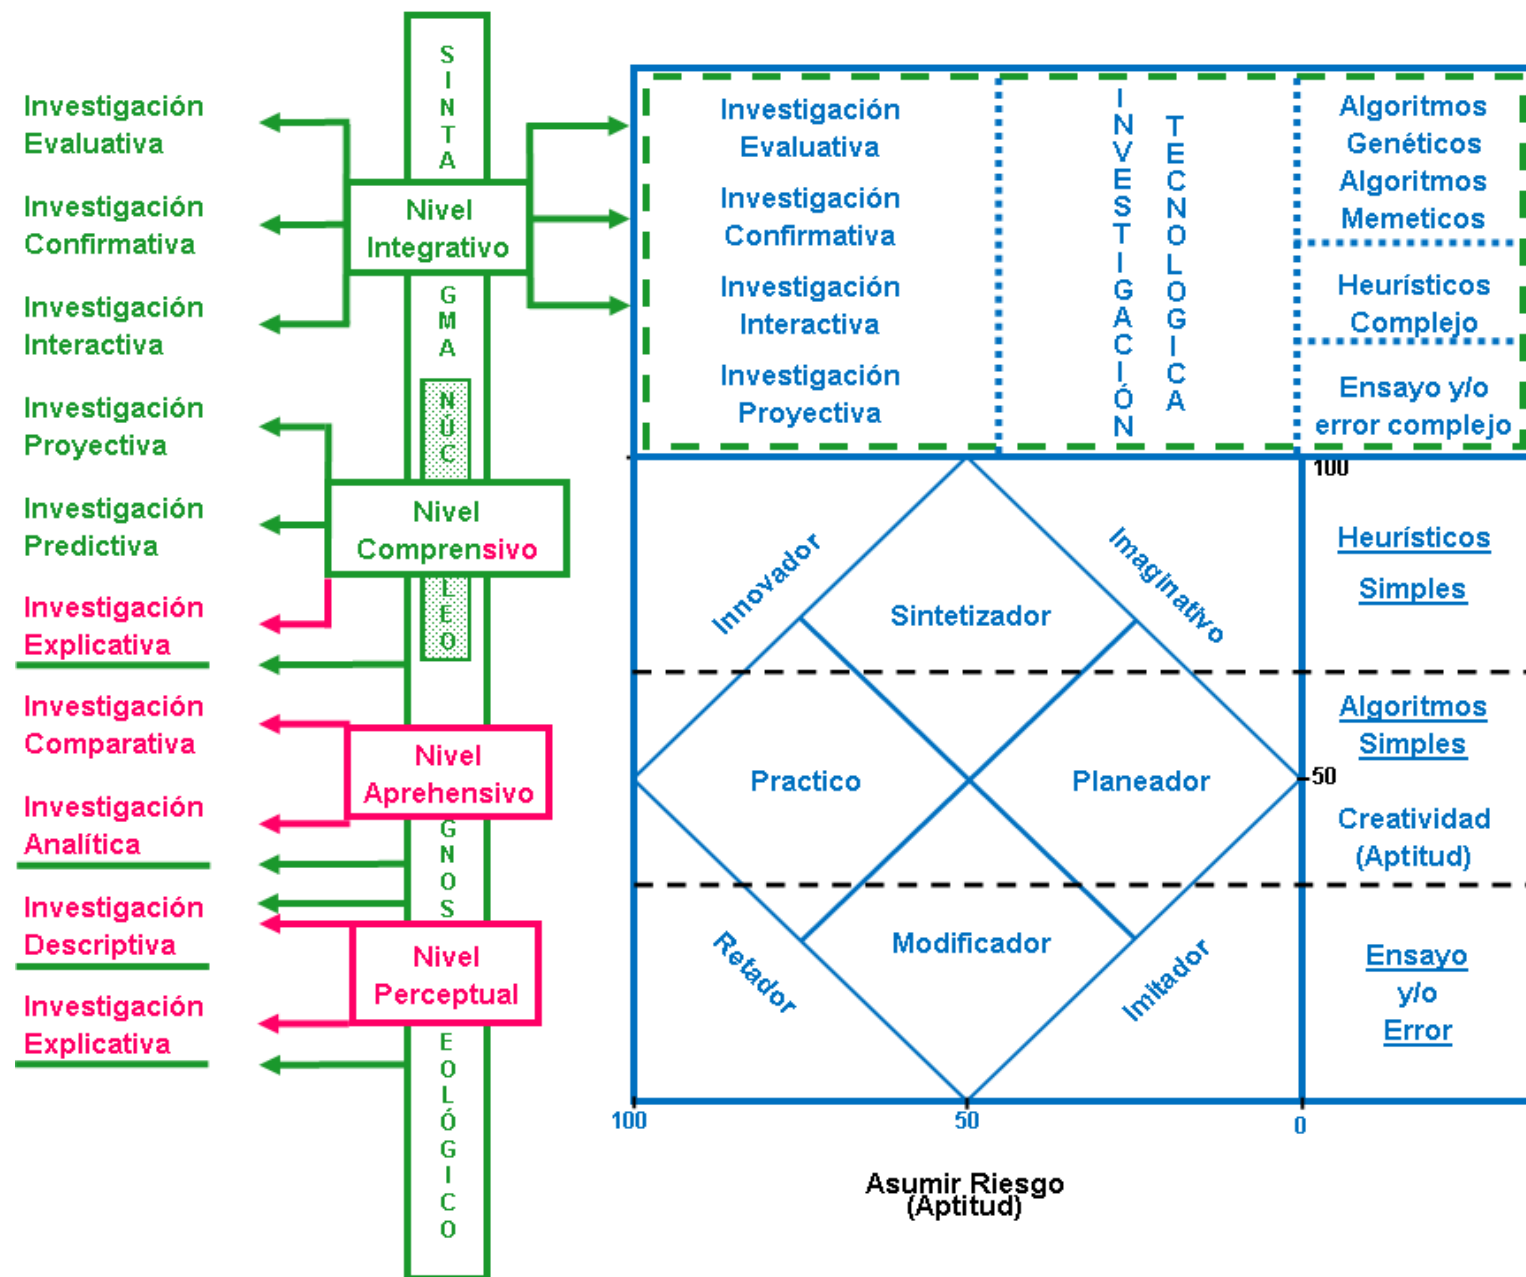 Investigación
Evaluativa
Investigación
Confirmativa
Investigación
Interactiva
Investigación
Proyectiva
Investigación
Predictiva
Investigación
Explicativa
Investigación
Comparativa
Investigación
Analítica
Investigación
Descriptiva
Investigación
Explicativa
SINTA
Nivel
Integrativo
GMA
NÚC
Nivel
Comprensivo
LEO
Nivel
Aprehensivo
GNOS
Nivel
Perceptual
EOLÓGICO
Investigación
Evaluativa
Investigación
Confirmativa
Investigación
Interactiva
Investigación
Proyectiva
INVESTIGACIÓN
TECNOLOGICA
Algoritmos
Genéticos
Algoritmos
Memeticos
Heurísticos
Complejo
Ensayo y/o
error complejo
100
Innovador
Imaginativo
Sintetizador
Heurísticos
Simples
Practico
Planeador
Algoritmos
Simples
50
Creatividad
(Aptitud)
Retador
Modificador
Imitador
Ensayo
y/o
Error
100
50
0
Asumir Riesgo
(Aptitud)